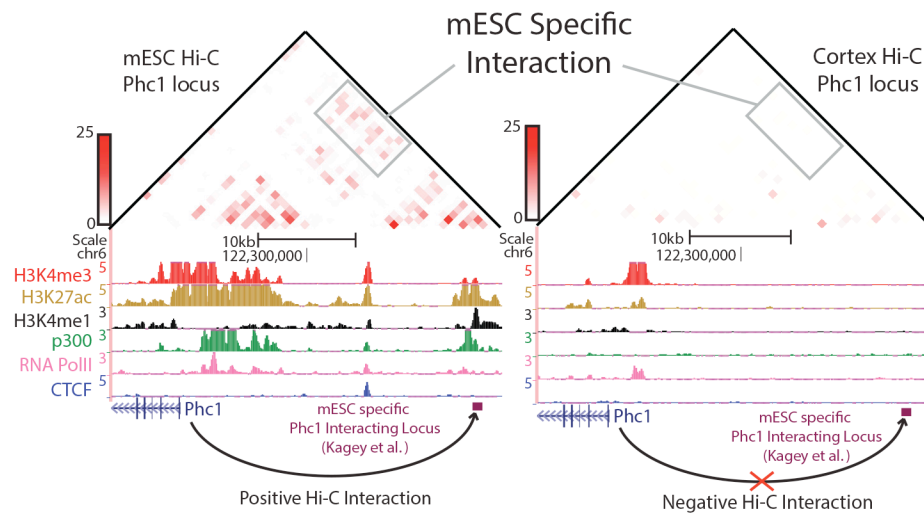 mESC Specific
Interaction
mESC Hi-C
Phc1 locus
Cortex Hi-C
Phc1 locus
25
0
25
0
Scale
chr6
10kb
122,300,000
Scale
chr6
10kb
122,300,000
H3K4me3
5
H3K27ac
5
H3K4me1
3
p300
3
RNA PolII
3
CTCF
5
5
5
3
3
3
5
Phc1
mESC specific
Phc1 Interacting Locus
(Kagey et al.)
Phc1
mESC specific
Phc1 Interacting Locus
(Kagey et al.)
Positive Hi-C Interaction
Negative Hi-C Interaction